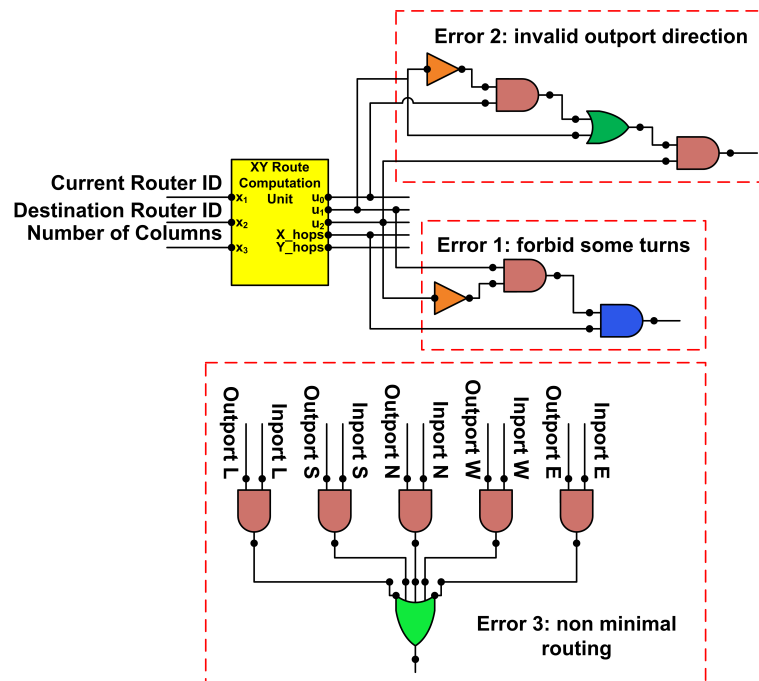 Error 2: invalid outport direction
XY Route
Computation
Unit
Current Router ID
Destination Router ID
Number of Columns
x1
x2
x3
u0
u1
u2
X_hops
Y_hops
Error 1: forbid some turns
Outport L
Inport L
Outport S
Inport S
Outport N
Inport N
Outport W
Inport W
Outport E
Inport E
Error 3: non minimal
routing